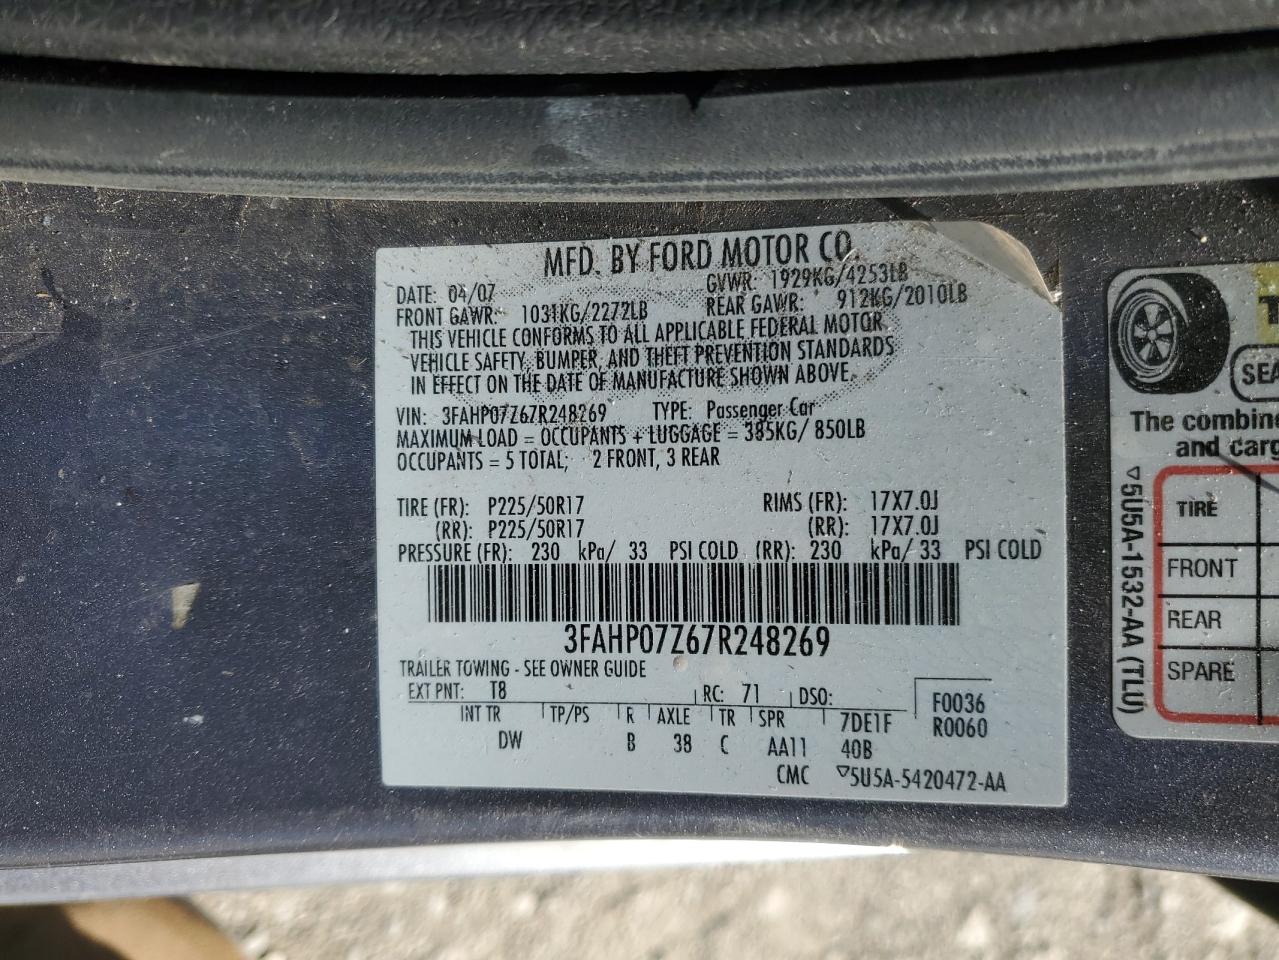 MFD. BY FORD MOTOR CO.
DATE: 04/07 GVWR: 1929KG/4253LB
FRONT GAWR: 1031KG/2272LB REAR GAWR: 912KG/2010LB
THIS VEHICLE CONFORMS TO ALL APPLICABLE FEDERAL MOTOR
VEHICLE SAFETY, BUMPER, AND THEFT PREVENTION STANDARDS
IN EFFECT ON THE DATE OF MANUFACTURE SHOWN ABOVE.
VIN: 3FAHP07Z67R248269 TYPE: Passenger Car
MAXIMUM LOAD = OCCUPANTS + LUGGAGE = 385KG/ 850LB
OCCUPANTS = 5 TOTAL; 2 FRONT, 3 REAR
TIRE (FR): P225/50R17 RIMS (FR): 17X7.0J
(RR): P225/50R17 (RR): 17X7.0J
PRESSURE (FR): 230 kPa/ 33 PSI COLD (RR): 230 kPa/ 33 PSI COLD
3FAHP07Z67R248269
TRAILER TOWING - SEE OWNER GUIDE
EXT PNT: T8 RC: 71 DSO: F0036
INT TR TP/PS R AXLE TR SPR 7DE1F R0060
DW B 38 C AA11 40B
CMC ▽5U5A-5420472-AA
SEA
The combin
and carg
TIRE
FRONT
REAR
SPARE
▽5U5A-1532-AA (TLU)